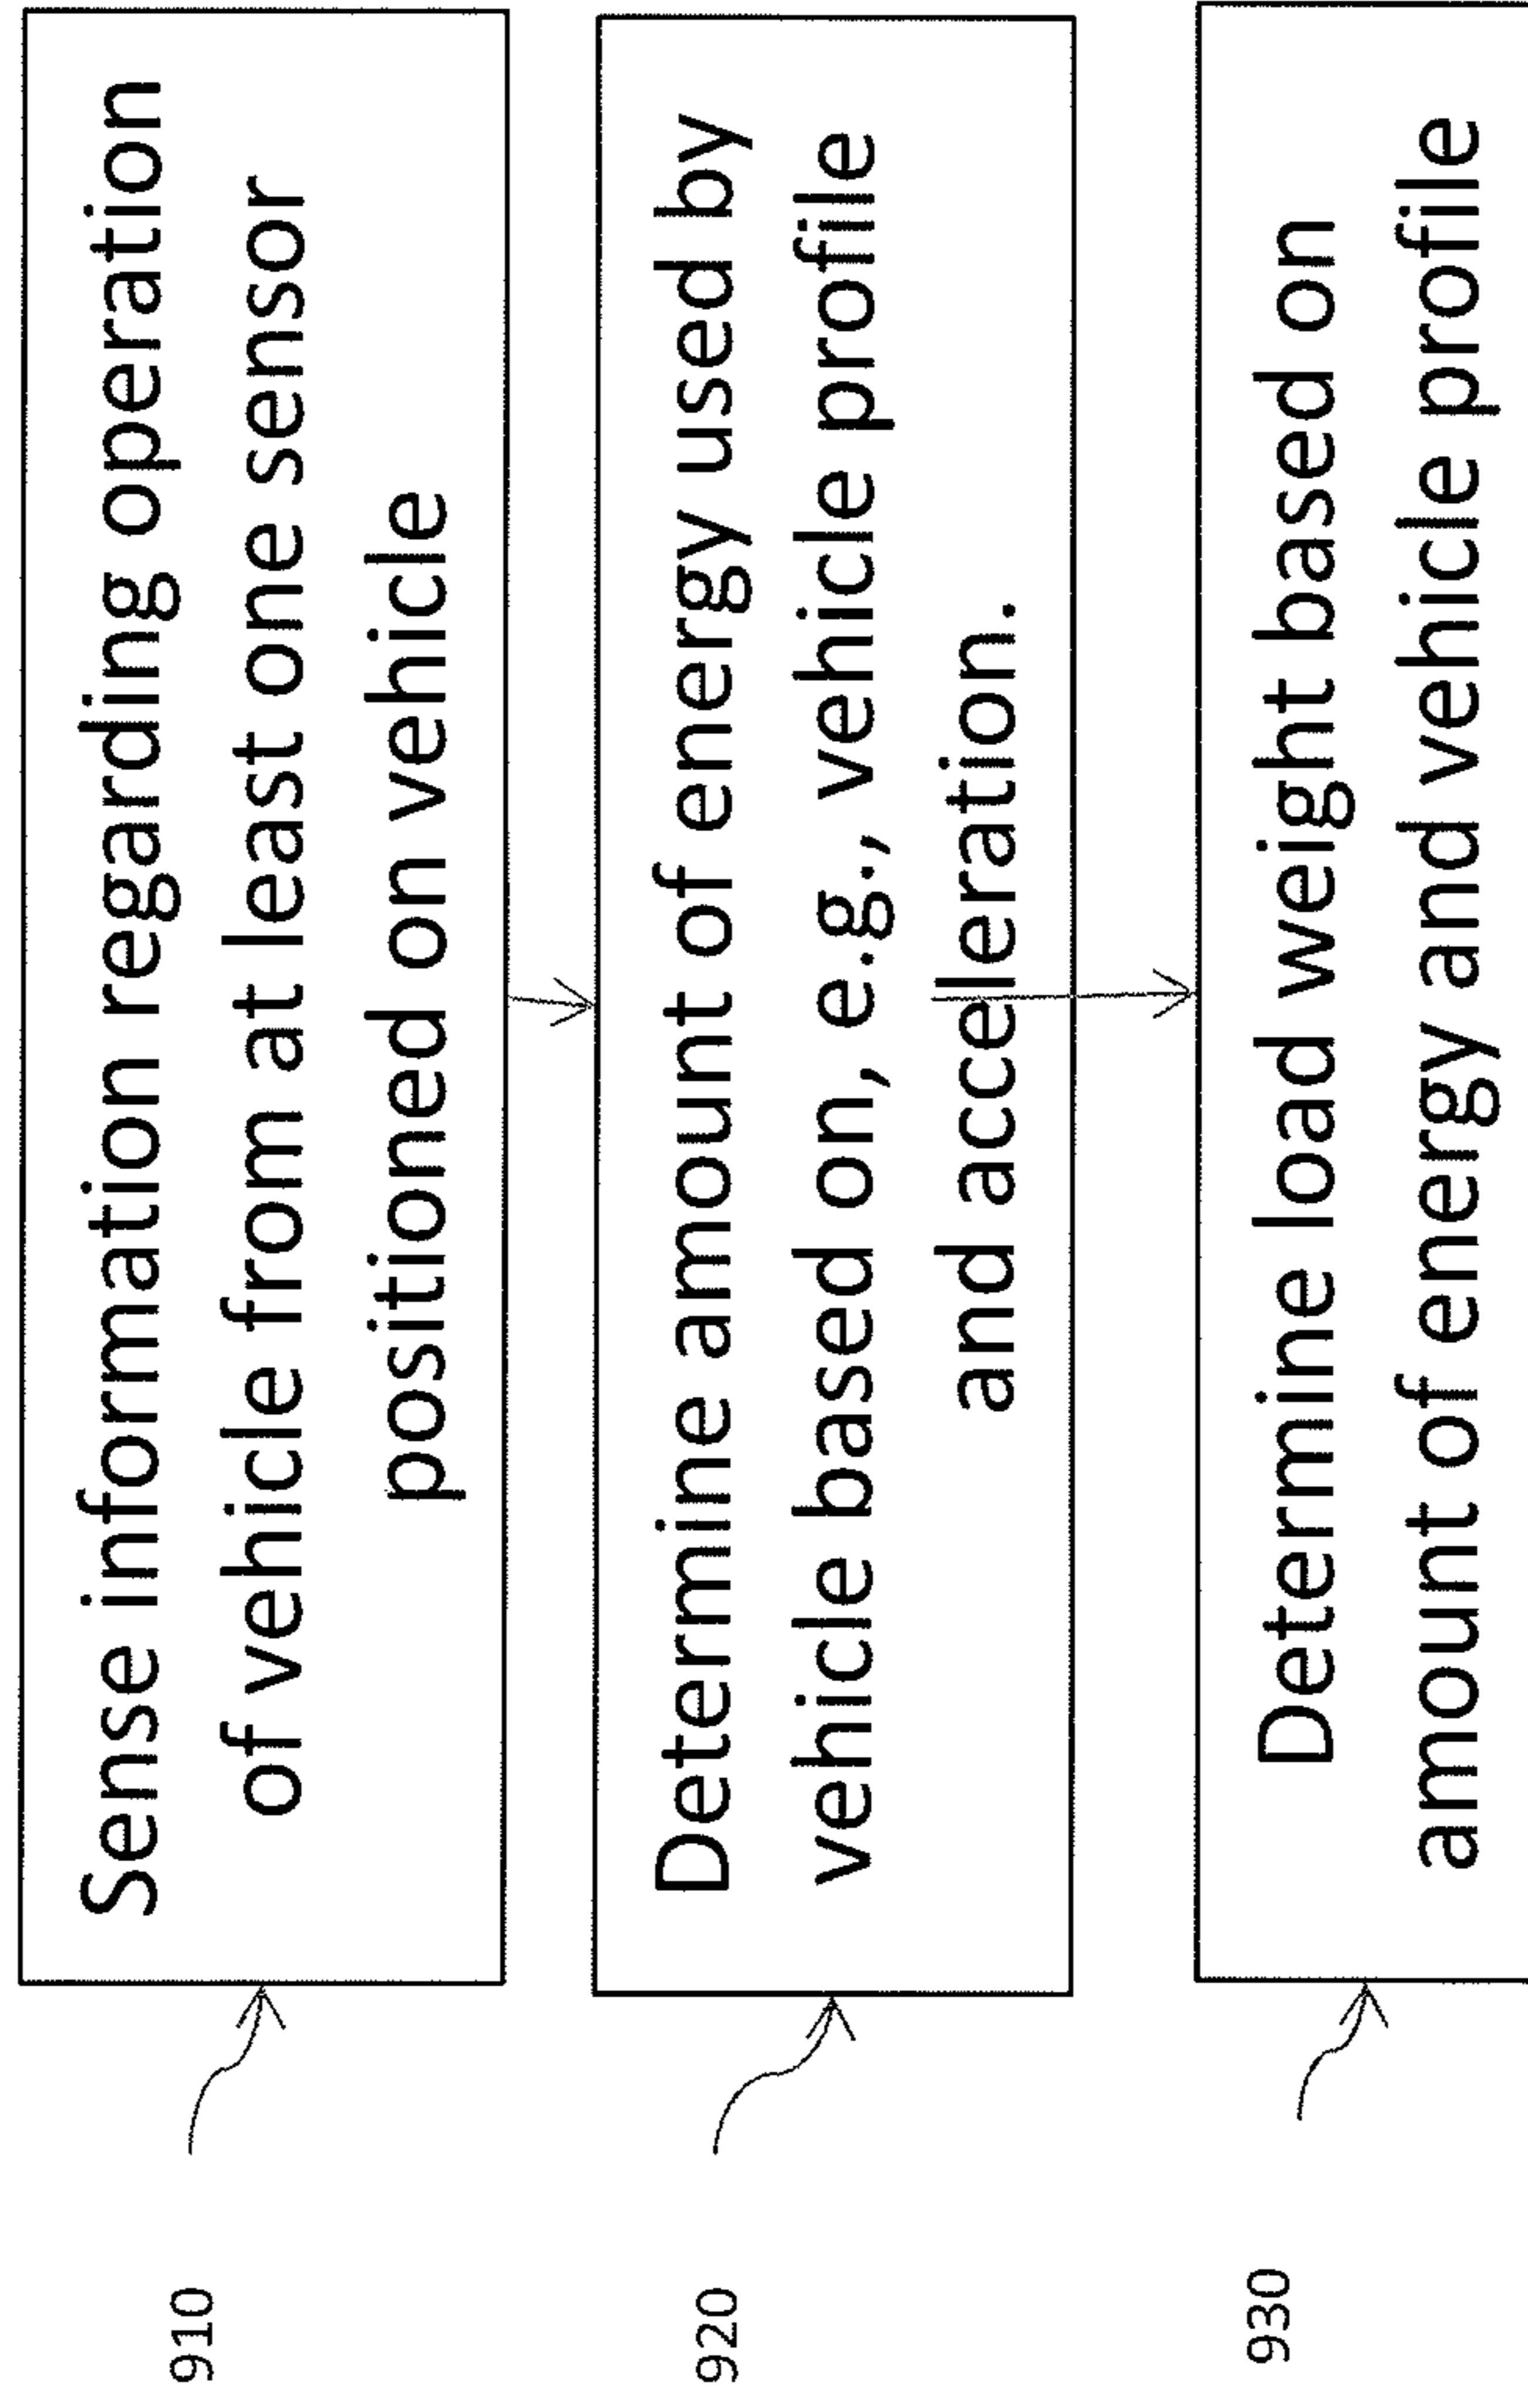 910
Sense information regarding operation
of vehicle from at least one sensor
positioned on vehicle
920
Determine amount of energy used by
vehicle based on, e.g., vehicle profile
and acceleration.
930
Determine load weight based on
amount of energy and vehicle profile